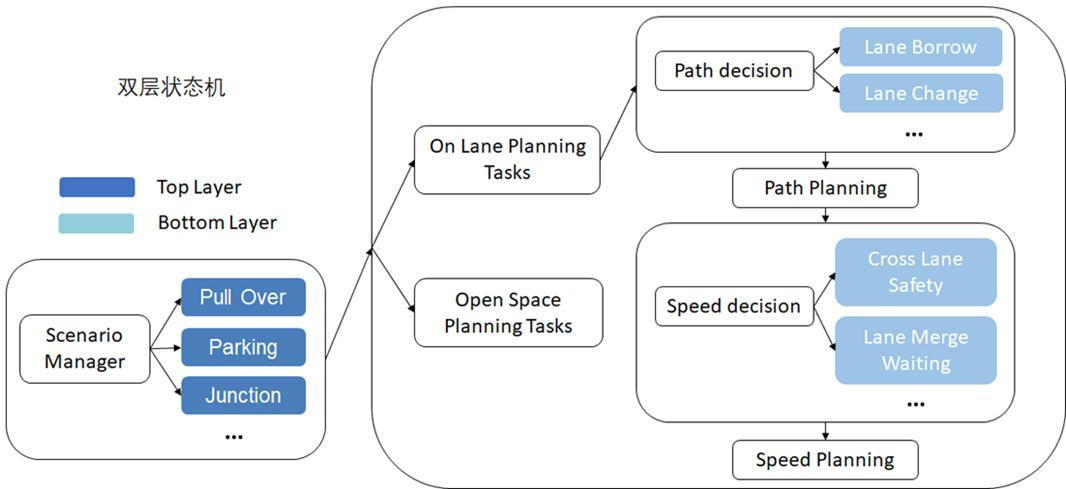 双层状态机
Top Layer
Bottom Layer
Scenario
Manager
Pull Over
Parking
Junction
...
On Lane Planning
Tasks
Open Space
Planning Tasks
Path decision
Lane Borrow
Lane Change
...
Path Planning
Speed decision
Cross Lane
Safety
Lane Merge
Waiting
...
Speed Planning